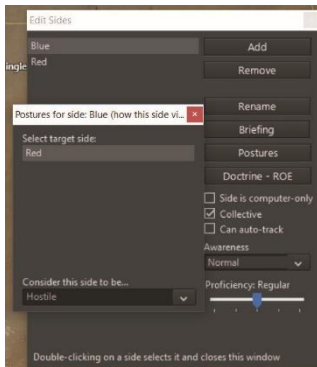 Edit Sides
Blue
Red
ingle
Add
Remove
Rename
Briefing
Postures
Doctrine - ROE
Side is computer-only
Collective
Can auto-track
Awareness
Normal
Proficiency: Regular
Postures for side: Blue (how this side vi...
Select target side:
Red
Consider this side to be...
Hostile
Double-clicking on a side selects it and closes this window